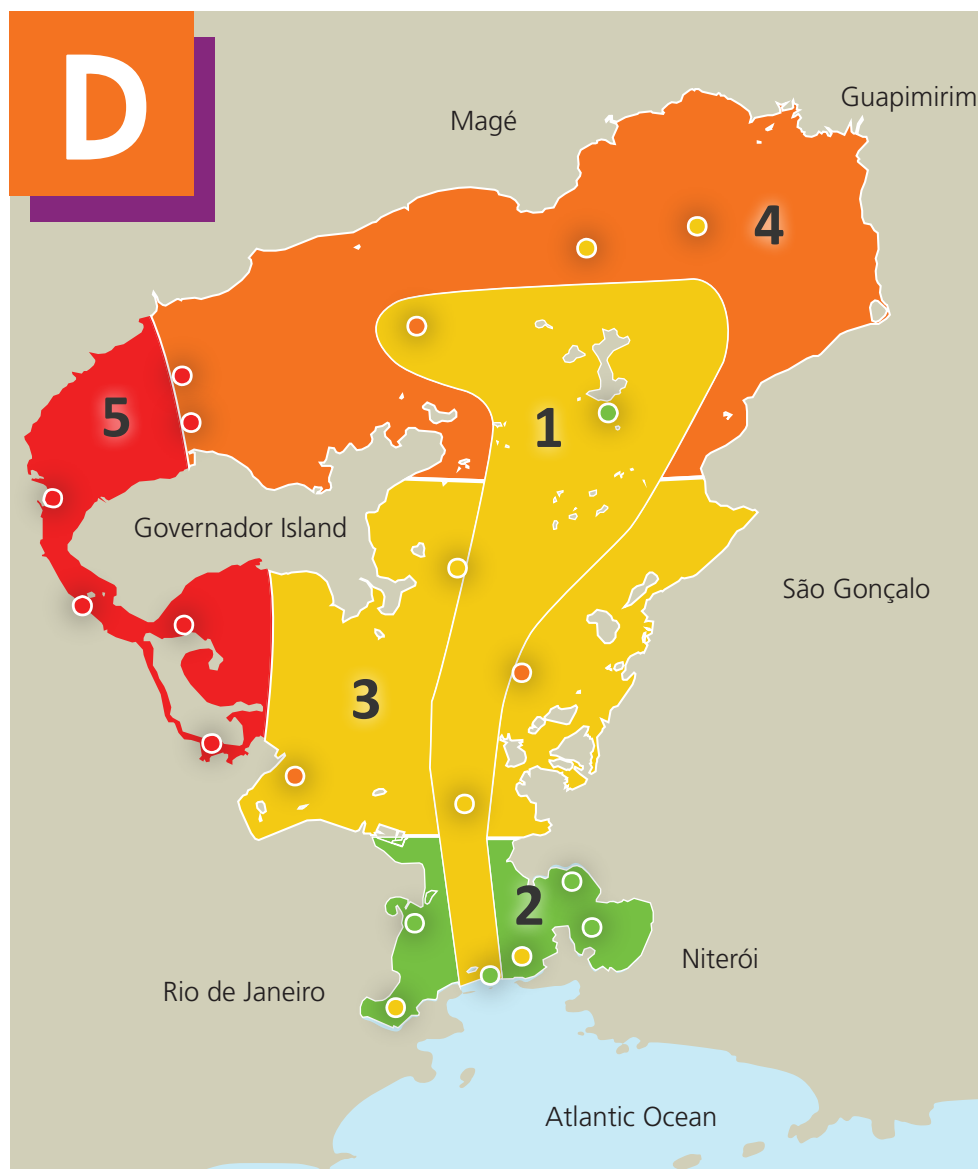 D
Guapimirim
Magé
4
5
1
Governador Island
São Gonçalo
3
2
Niterói
Rio de Janeiro
Atlantic Ocean